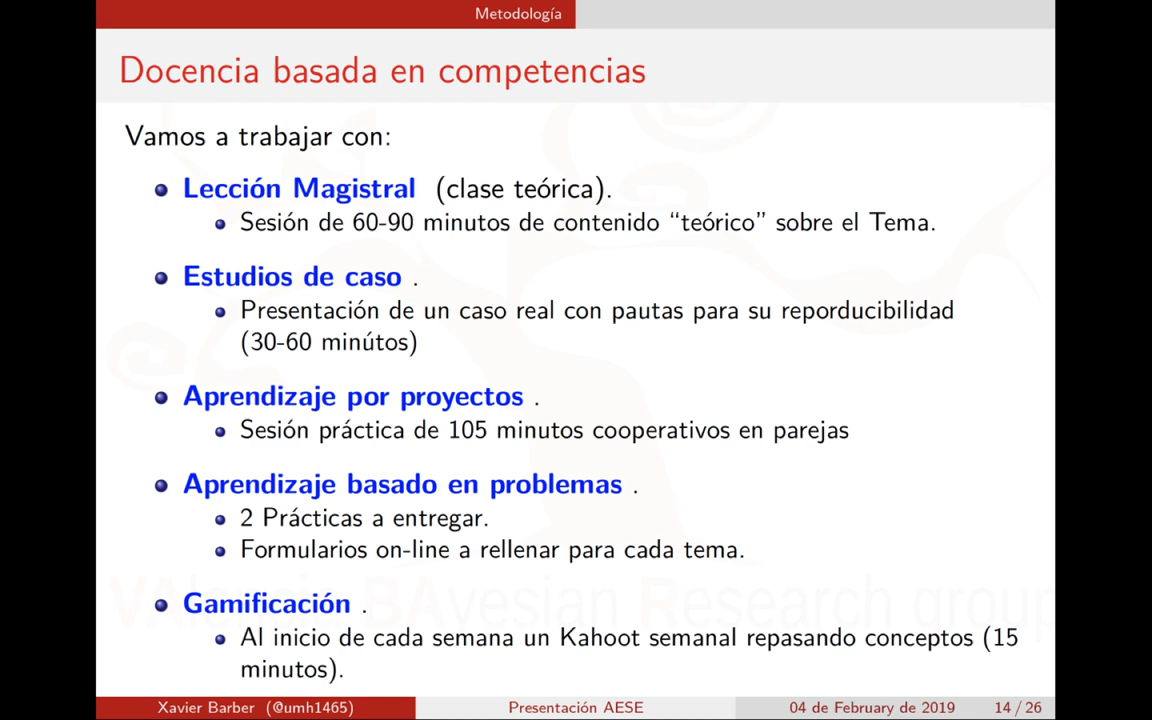 Metodología
Docencia basada en competencias
Vamos a trabajar con:
Lección Magistral (clase teórica).
Sesión de 60-90 minutos de contenido “teórico” sobre el Tema.
Estudios de caso .
Presentación de un caso real con pautas para su reporducibilidad
(30-60 minútos)
Aprendizaje por proyectos .
Sesión práctica de 105 minutos cooperativos en parejas
Aprendizaje basado en problemas .
2 Prácticas a entregar.
Formularios on-line a rellenar para cada tema.
VAlencia BAyesian Research group
Gamificación .
Al inicio de cada semana un Kahoot semanal repasando conceptos (15
minutos).
Xavier Barber (@umh1465)
Presentación AESE
04 de February de 2019
14 / 26